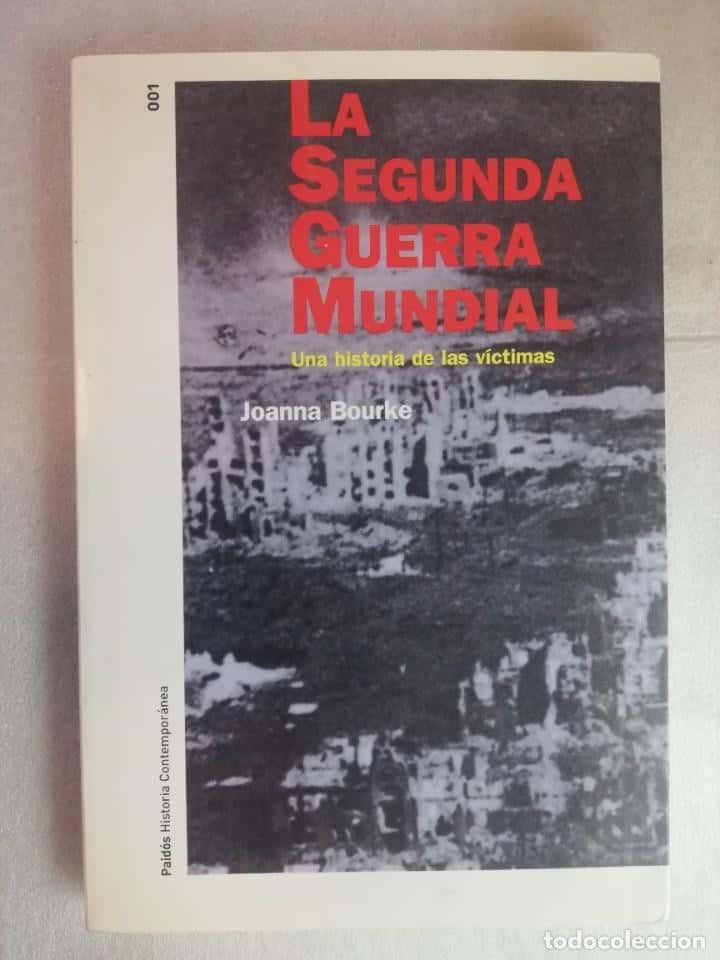 001
LA
SEGUNDA
GUERRA
MUNDIAL
Una historia de las víctimas
Joanna Bourke
Paidós Historia Contemporánea
todocoleccion